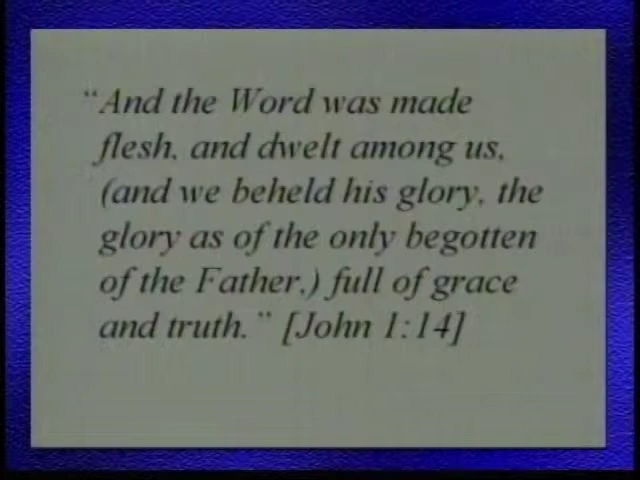 “And the Word was made
flesh, and dwelt among us,
(and we beheld his glory, the
glory as of the only begotten
of the Father,) full of grace
and truth.” [John 1:14]